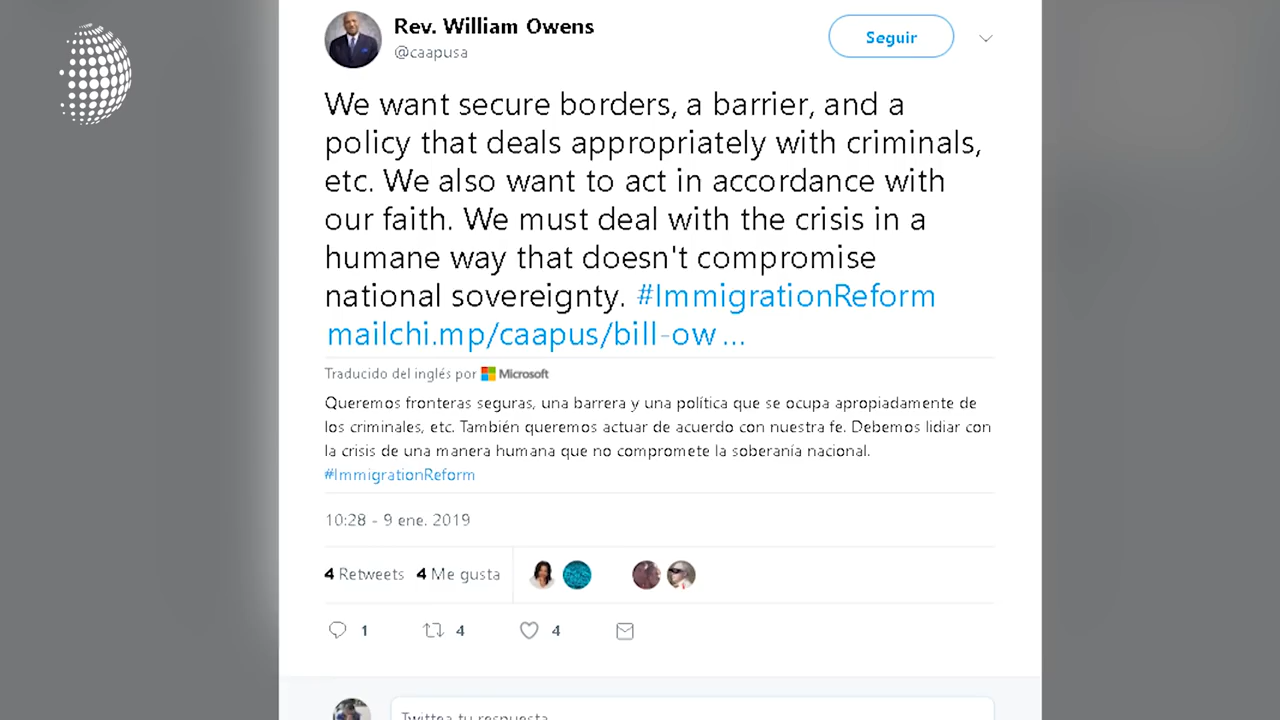 Rev. William Owens
@caapusa
Seguir
We want secure borders, a barrier, and a
policy that deals appropriately with criminals,
etc. We also want to act in accordance with
our faith. We must deal with the crisis in a
humane way that doesn't compromise
national sovereignty. #ImmigrationReform
mailchi.mp/caapus/bill-ow...
Traducido del inglés por Microsoft
Queremos fronteras seguras, una barrera y una política que se ocupa apropiadamente de
los criminales, etc. También queremos actuar de acuerdo con nuestra fe. Debemos lidiar con
la crisis de una manera humana que no compromete la soberanía nacional.
#ImmigrationReform
10:28 - 9 ene. 2019
4 Retweets 4 Me gusta
1 4 4
Twittea tu respuesta